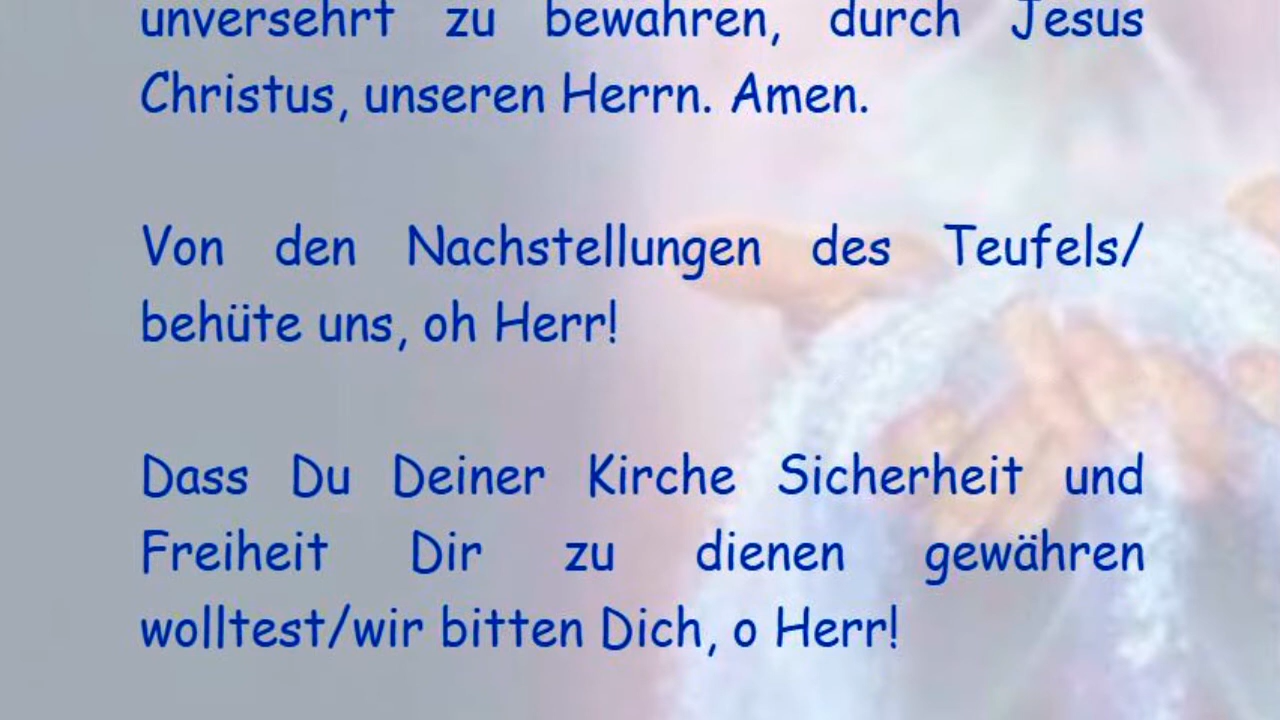 unversehrt zu bewahren, durch Jesus
Christus, unseren Herrn. Amen.
Von den Nachstellungen des Teufels/
behüte uns, oh Herr!
Dass Du Deiner Kirche Sicherheit und
Freiheit Dir zu dienen gewähren
wolltest/wir bitten Dich, o Herr!